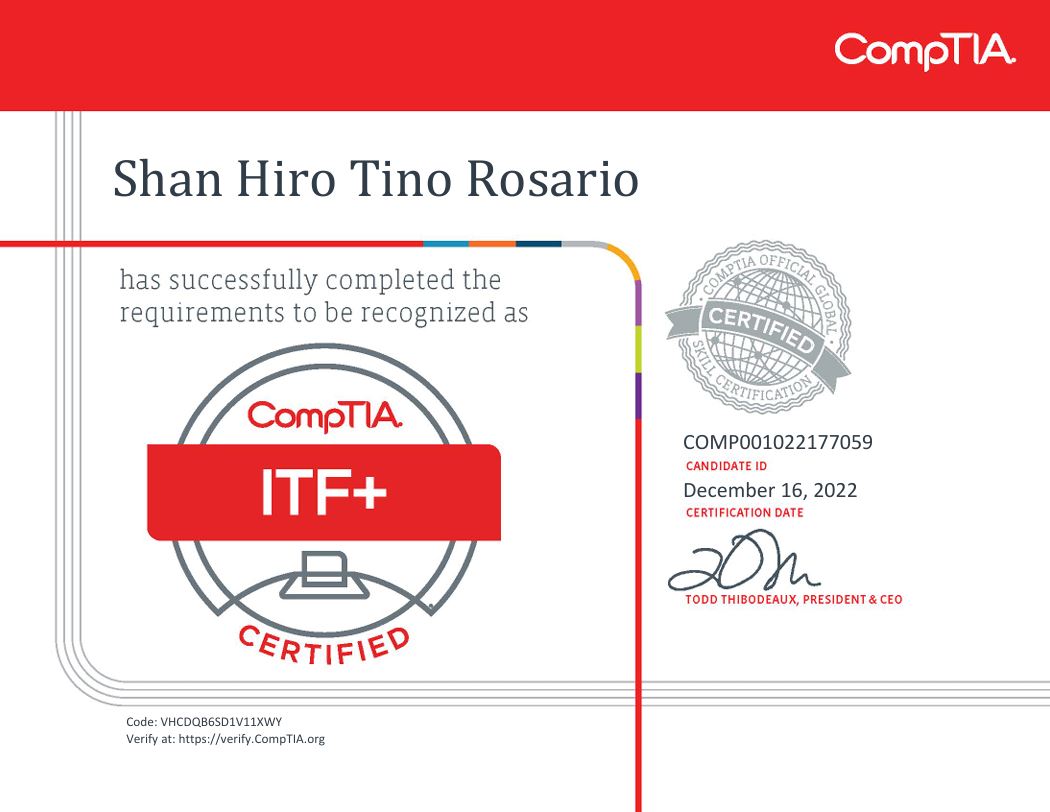 CompTIA.
Shan Hiro Tino Rosario
has successfully completed the
requirements to be recognized as
CompTIA.
ITF+
CERTIFIED
COMPTIA OFFICIAL GLOBAL
CERTIFIED
SKILL CERTIFICATION
COMP001022177059
CANDIDATE ID
December 16, 2022
CERTIFICATION DATE
TODD THIBODEAUX, PRESIDENT & CEO
Code: VHCDQB6SD1V11XWY
Verify at: https://verify.CompTIA.org